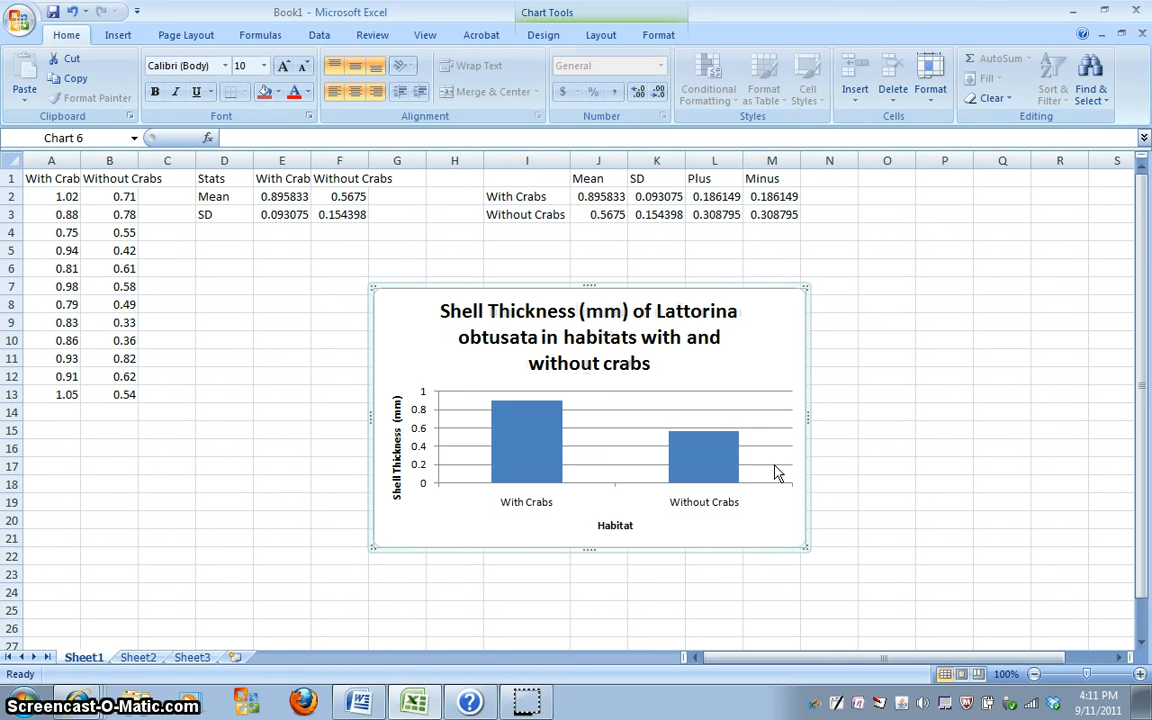 Book1 - Microsoft Excel
Chart Tools
Home Insert Page Layout Formulas Data Review View Acrobat Design Layout Format
Cut
Copy
Format Painter
Paste
Clipboard
Calibri (Body) 10
B I U
Font
Wrap Text
Merge & Center
Alignment
General
$ % ,
Number
Conditional Formatting
Format as Table
Cell Styles
Styles
Insert Delete Format
Cells
AutoSum
Fill
Clear
Sort & Filter
Find & Select
Editing
Chart 6
fx
A B C D E F G H I J K L M N O P Q R S
1 With Crab Without Crabs Stats With Crab Without Crabs Mean SD Plus Minus
2 1.02 0.71 Mean 0.895833 0.5675 With Crabs 0.895833 0.093075 0.186149 0.186149
3 0.88 0.78 SD 0.093075 0.154398 Without Crabs 0.5675 0.154398 0.308795 0.308795
4 0.75 0.55
5 0.94 0.42
6 0.81 0.61
7 0.98 0.58
8 0.79 0.49
9 0.83 0.33
10 0.86 0.36
11 0.93 0.82
12 0.91 0.62
13 1.05 0.54
14
15
16
17
18
19
20
21
22
23
24
25
26
27
Shell Thickness (mm) of Lattorina
obtusata in habitats with and
without crabs
Shell Thickness (mm)
1
0.8
0.6
0.4
0.2
0
With Crabs Without Crabs
Habitat
Sheet1 Sheet2 Sheet3
Ready
100%
Screencast-O-Matic.com
4:11 PM
9/11/2011